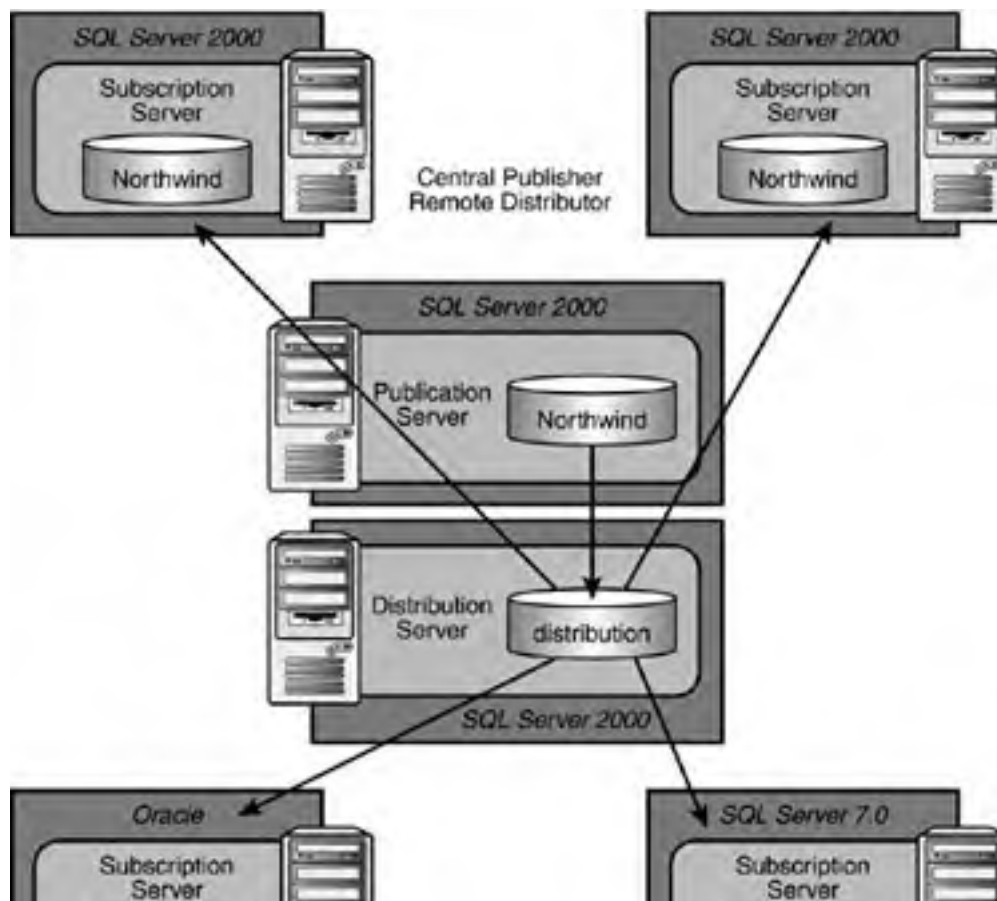 SQL Server 2000
Subscription
Server
Northwind
SQL Server 2000
Subscription
Server
Northwind
Central Publisher
Remote Distributor
SQL Server 2000
Publication
Server
Northwind
Distribution
Server
distribution
SQL Server 2000
Oracle
Subscription
Server
SQL Server 7.0
Subscription
Server